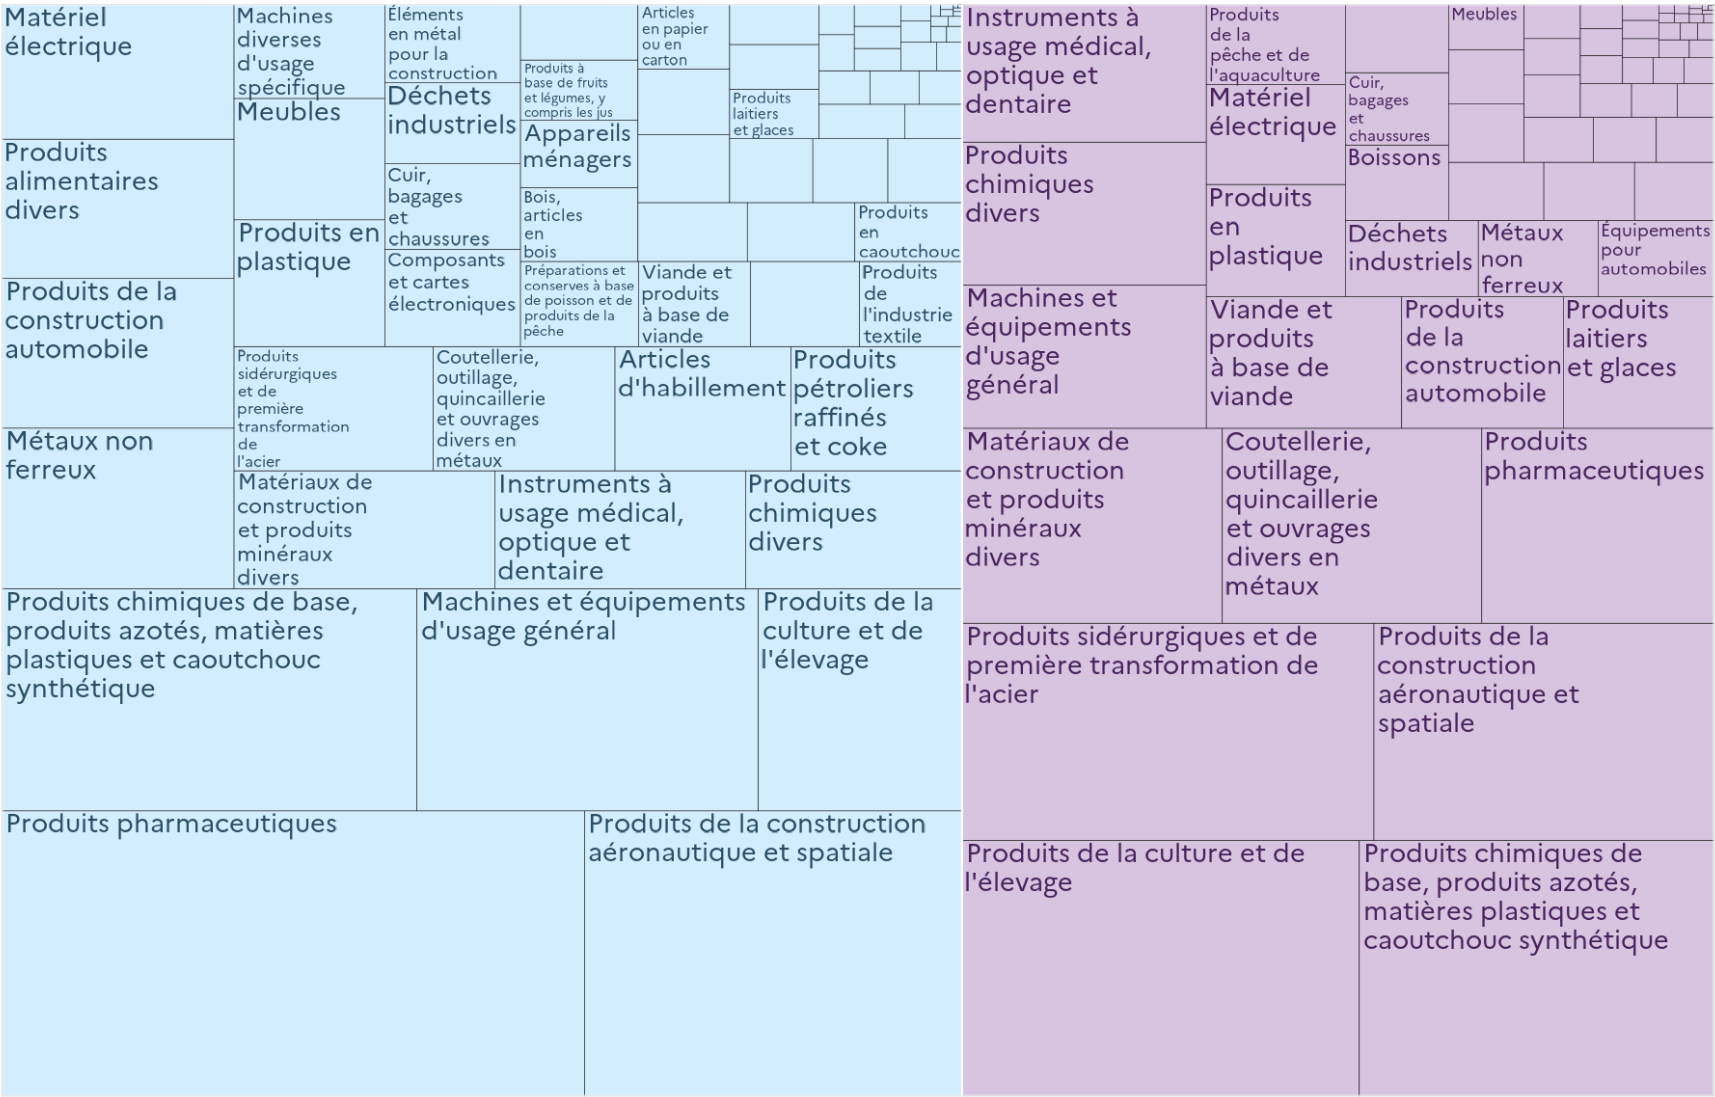 Matériel
électrique
Produits
alimentaires
divers
Produits de la
construction
automobile
Métaux non
ferreux
Machines
diverses
d'usage
spécifique
Meubles
Produits en
plastique
Éléments
en métal
pour la
construction
Déchets
industriels
Cuir,
bagages
et
chaussures
Composants
et cartes
électroniques
Produits à
base de fruits
et légumes, y
compris les jus
Appareils
ménagers
Bois,
articles
en
bois
Préparations et
conserves à base
de poisson et de
produits de la
pêche
Articles
en papier
ou en
carton
Produits
laitiers
et glaces
Produits
en
caoutchouc
Viande et
produits
à base de
viande
Produits
de
l'industrie
textile
Produits
sidérurgiques
et de
première
transformation
de
l'acier
Coutellerie,
outillage,
quincaillerie
et ouvrages
divers en
métaux
Articles
d'habillement
Produits
pétroliers
raffinés
et coke
Matériaux de
construction
et produits
minéraux
divers
Instruments à
usage médical,
optique et
dentaire
Produits
chimiques
divers
Produits chimiques de base,
produits azotés, matières
plastiques et caoutchouc
synthétique
Machines et équipements
d'usage général
Produits de la
culture et de
l'élevage
Produits pharmaceutiques
Produits de la construction
aéronautique et spatiale
Instruments à
usage médical,
optique et
dentaire
Produits
chimiques
divers
Machines et
équipements
d'usage
général
Produits
de la
pêche et de
l'aquaculture
Matériel
électrique
Produits
en
plastique
Meubles
Cuir,
bagages
et
chaussures
Boissons
Déchets
industriels
Métaux
non
ferreux
Équipements
pour
automobiles
Viande et
produits
à base de
viande
Produits
de la
construction
automobile
Produits
laitiers
et glaces
Matériaux de
construction
et produits
minéraux
divers
Coutellerie,
outillage,
quincaillerie
et ouvrages
divers en
métaux
Produits
pharmaceutiques
Produits sidérurgiques et de
première transformation de
l'acier
Produits de la
construction
aéronautique et
spatiale
Produits de la culture et de
l'élevage
Produits chimiques de
base, produits azotés,
matières plastiques et
caoutchouc synthétique